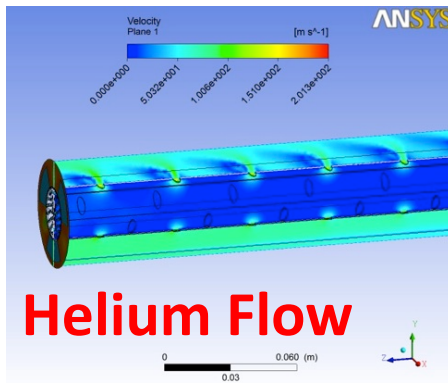 Velocity
Plane 1
[m s^-1]
ANSYS
0.000e+000
5.032e+001
1.006e+002
1.510e+002
2.013e+002
Helium Flow
0
0.060 (m)
0.03
Y
Z
X